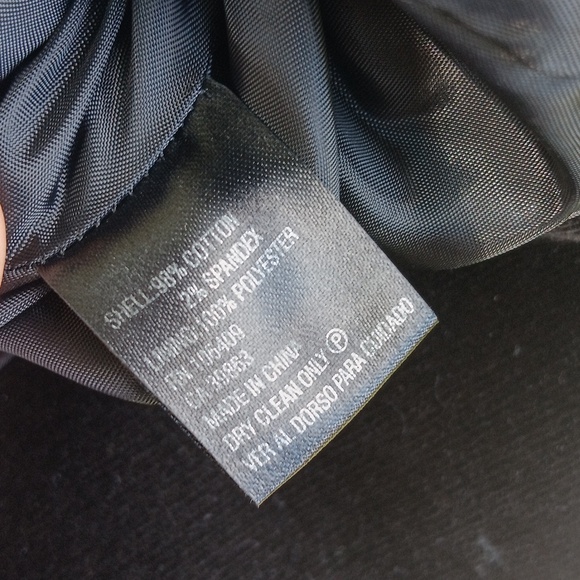 SHELL:98% COTTON
2% SPANDEX
LINING:100% POLYESTER
RN 106409
CA 30863
MADE IN CHINA
DRY CLEAN ONLY Ⓟ
VER AL DORSO PARA CUIDADO